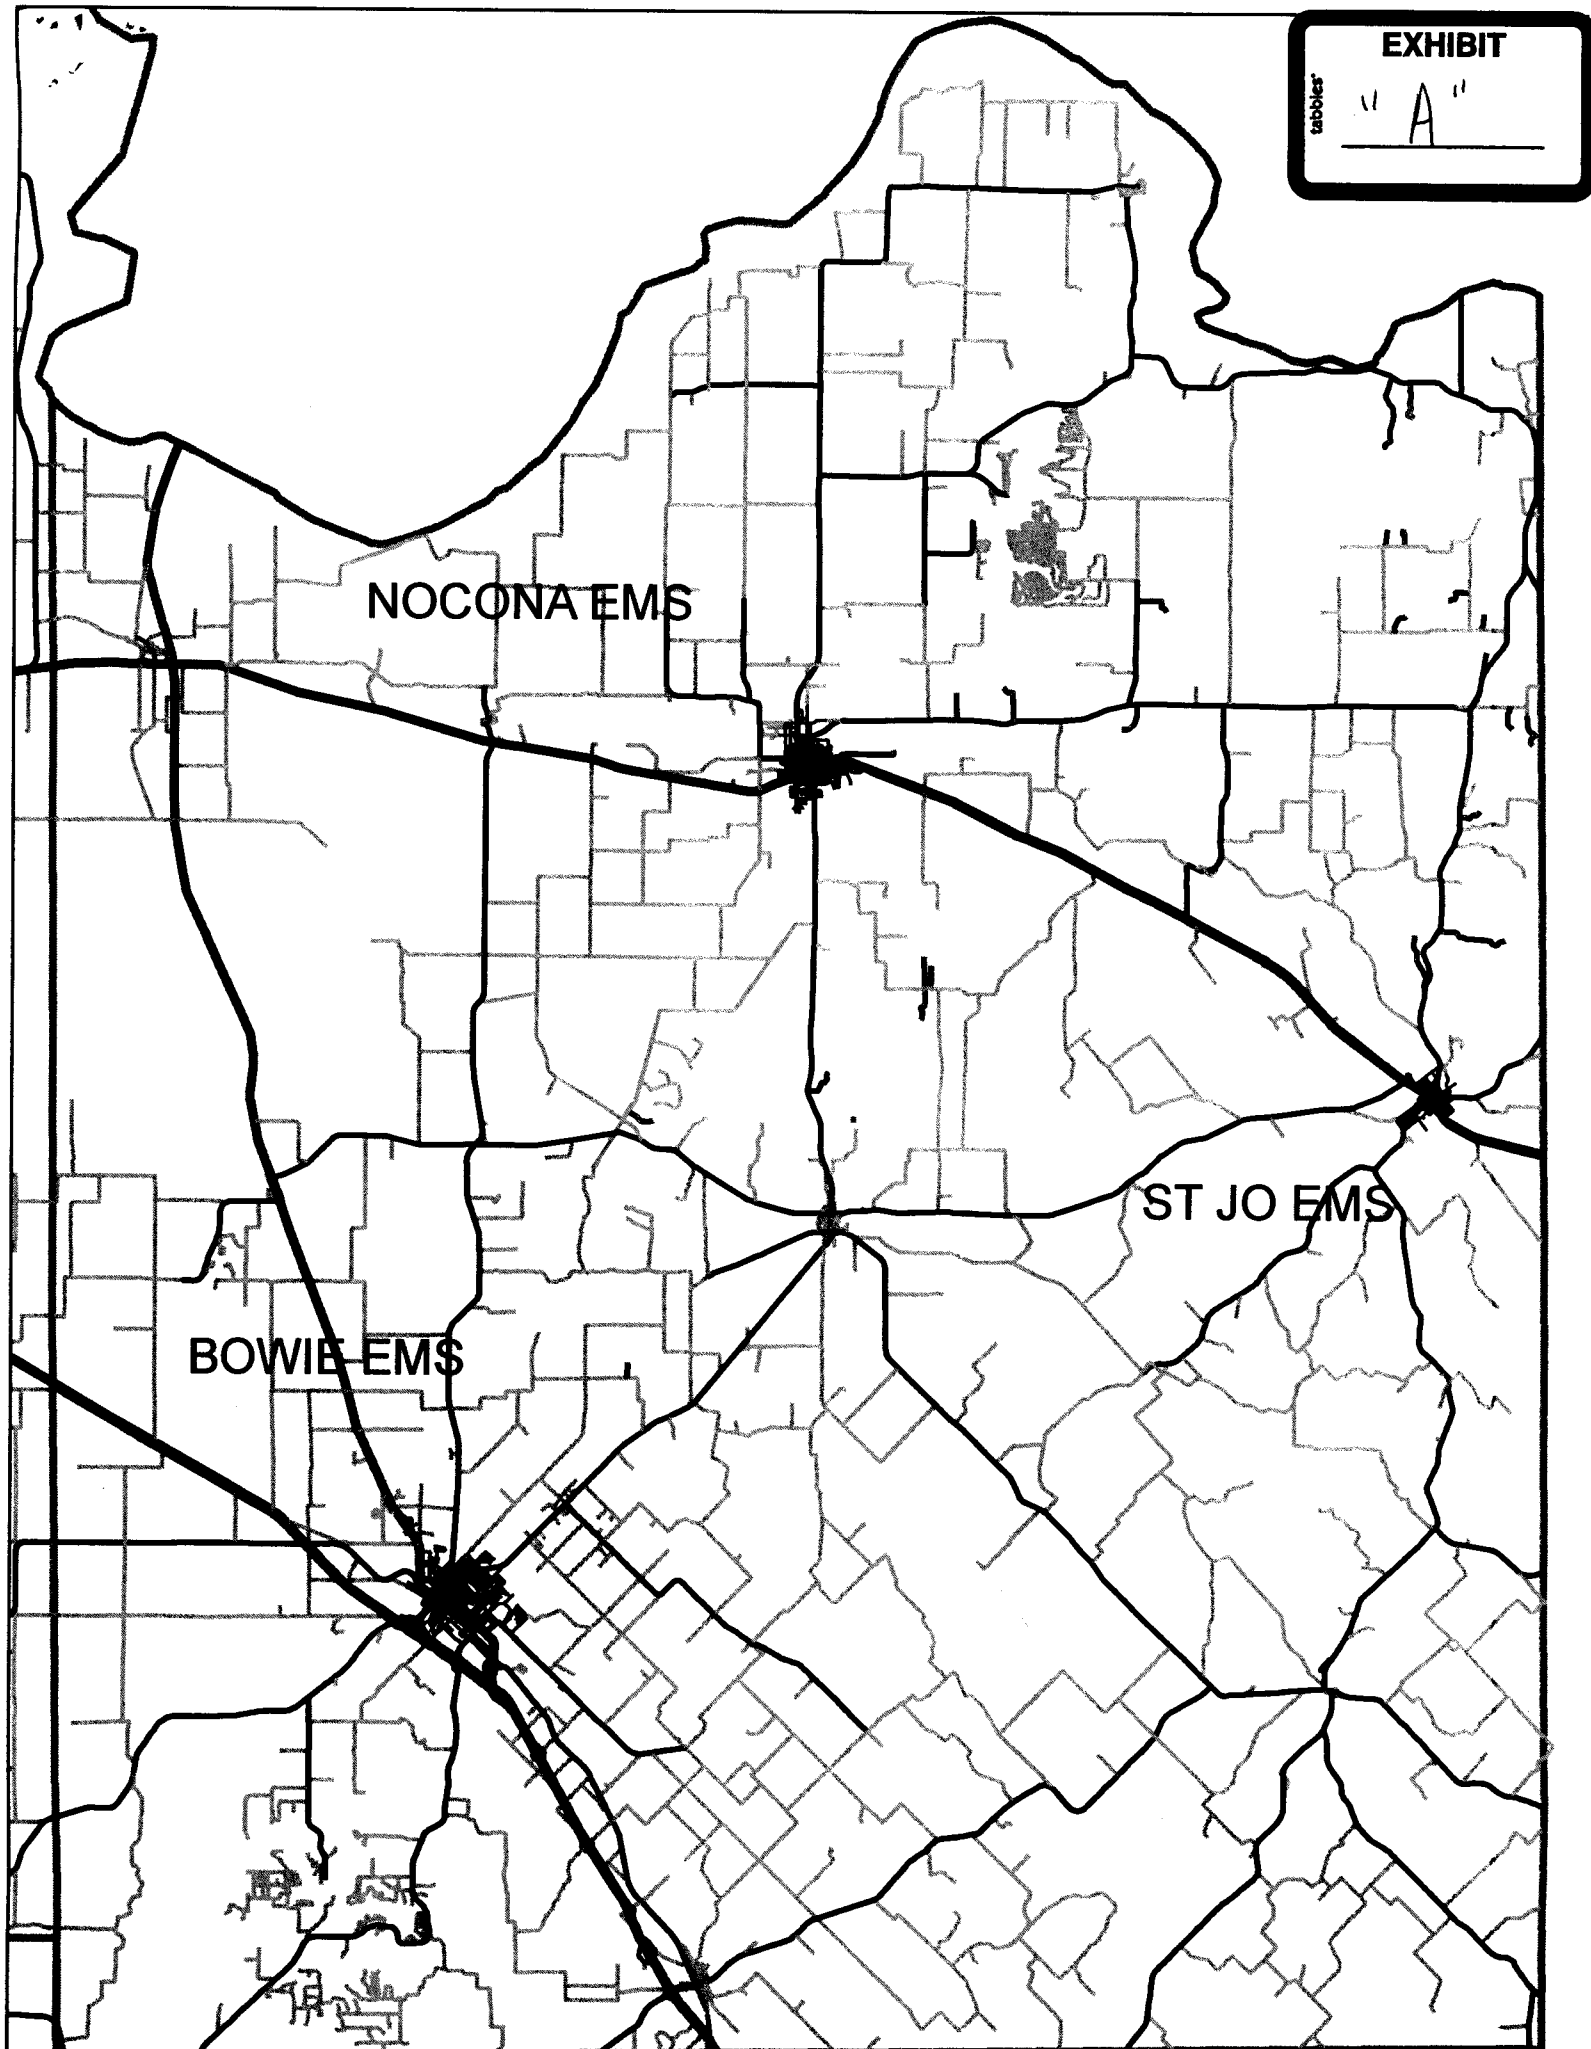 EXHIBIT
tabbies®
" A "
NOCONA EMS
ST JO EMS
BOWIE EMS